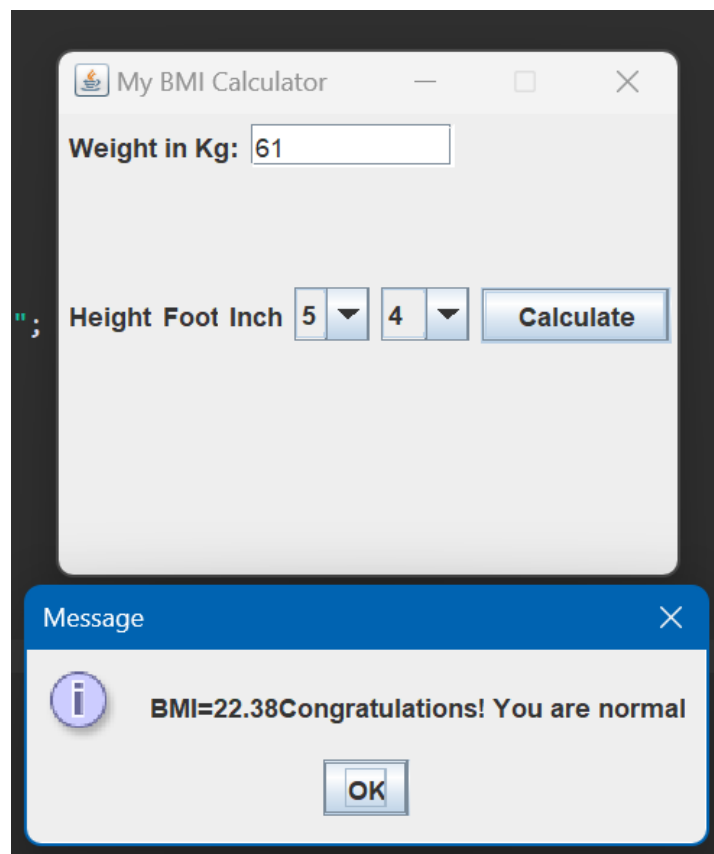 My BMI Calculator
Weight in Kg: 61
"; Height Foot Inch 5 4 Calculate
Message
BMI=22.38Congratulations! You are normal
OK